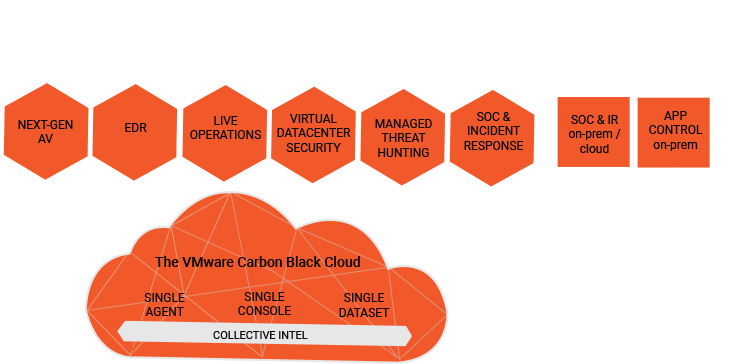 NEXT-GEN
AV
EDR
LIVE
OPERATIONS
VIRTUAL
DATACENTER
SECURITY
MANAGED
THREAT
HUNTING
SOC &
INCIDENT
RESPONSE
SOC & IR
on-prem /
cloud
APP
CONTROL
on-prem
The VMware Carbon Black Cloud
SINGLE
AGENT
SINGLE
CONSOLE
SINGLE
DATASET
COLLECTIVE INTEL